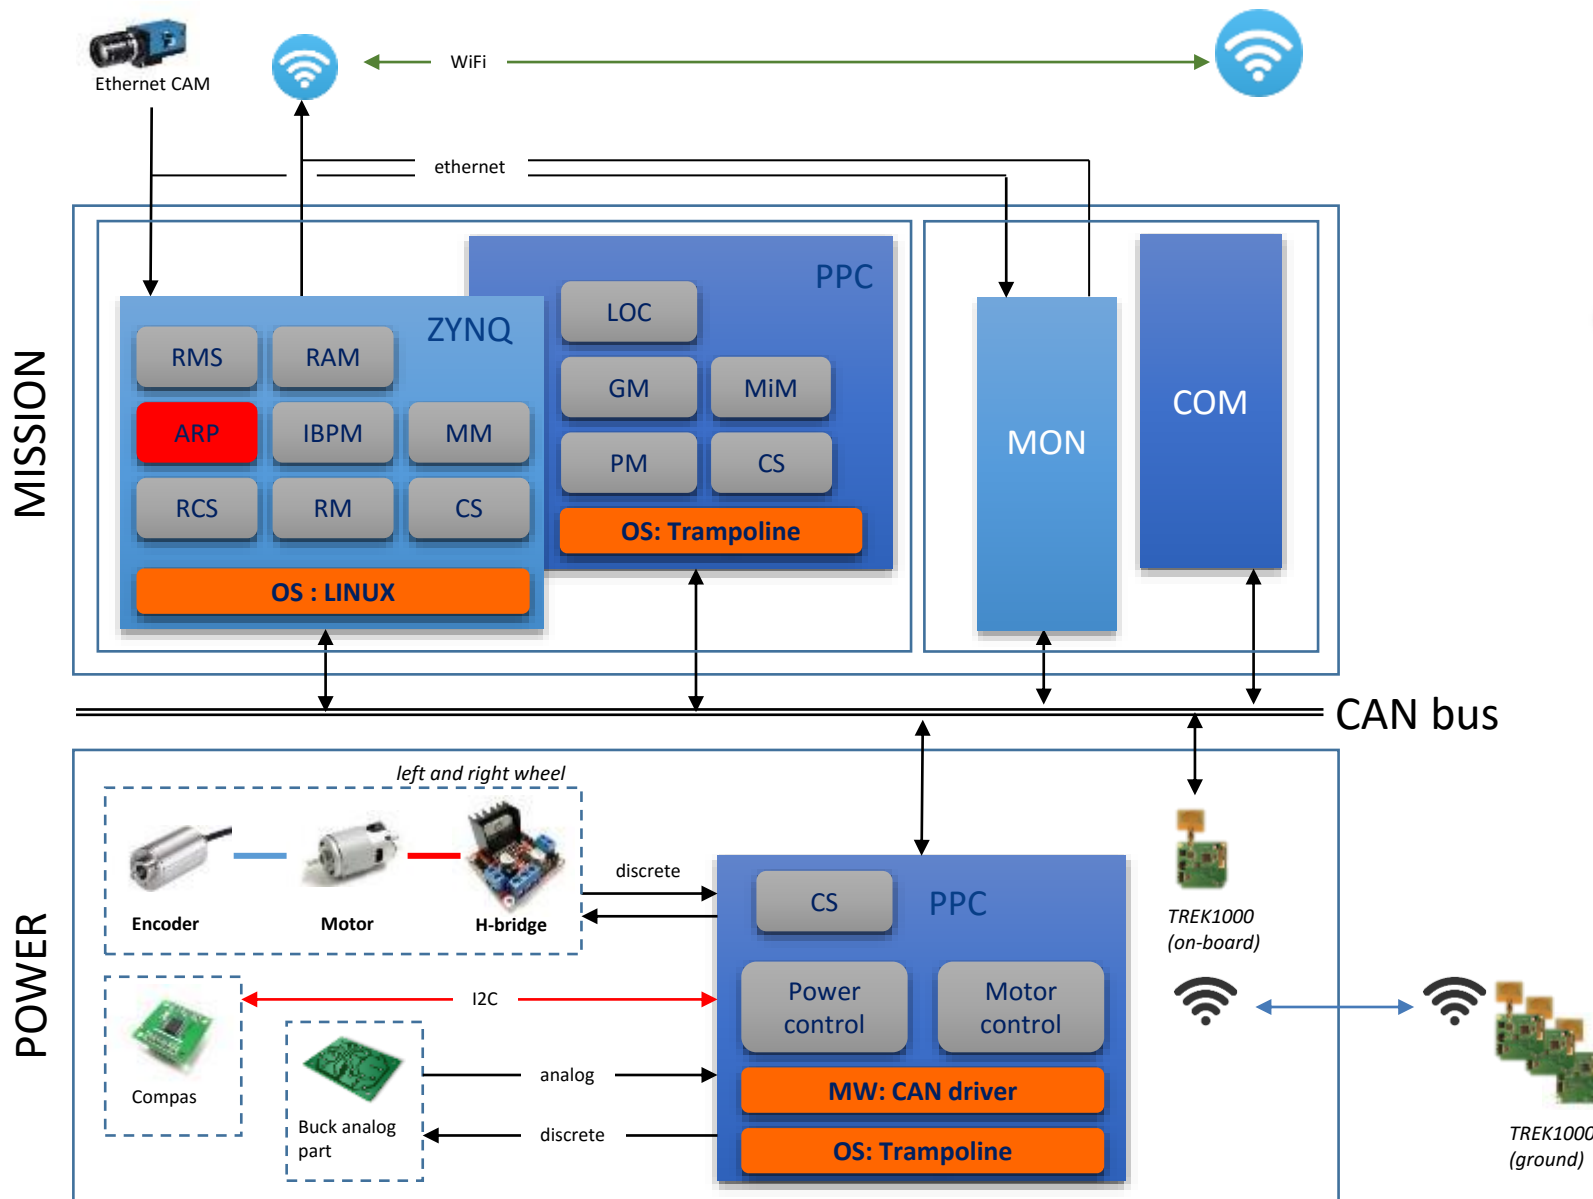 Ethernet CAM
WiFi
ethernet
MISSION
ZYNQ
RMS
RAM
ARP
IBPM
MM
RCS
RM
CS
OS : LINUX
PPC
LOC
GM
MiM
PM
CS
OS: Trampoline
MON
COM
CAN bus
POWER
left and right wheel
Encoder
Motor
H-bridge
discrete
I2C
Compas
Buck analog
part
analog
discrete
CS
PPC
Power
control
Motor
control
MW: CAN driver
OS: Trampoline
TREK1000
(on-board)
TREK1000
(ground)